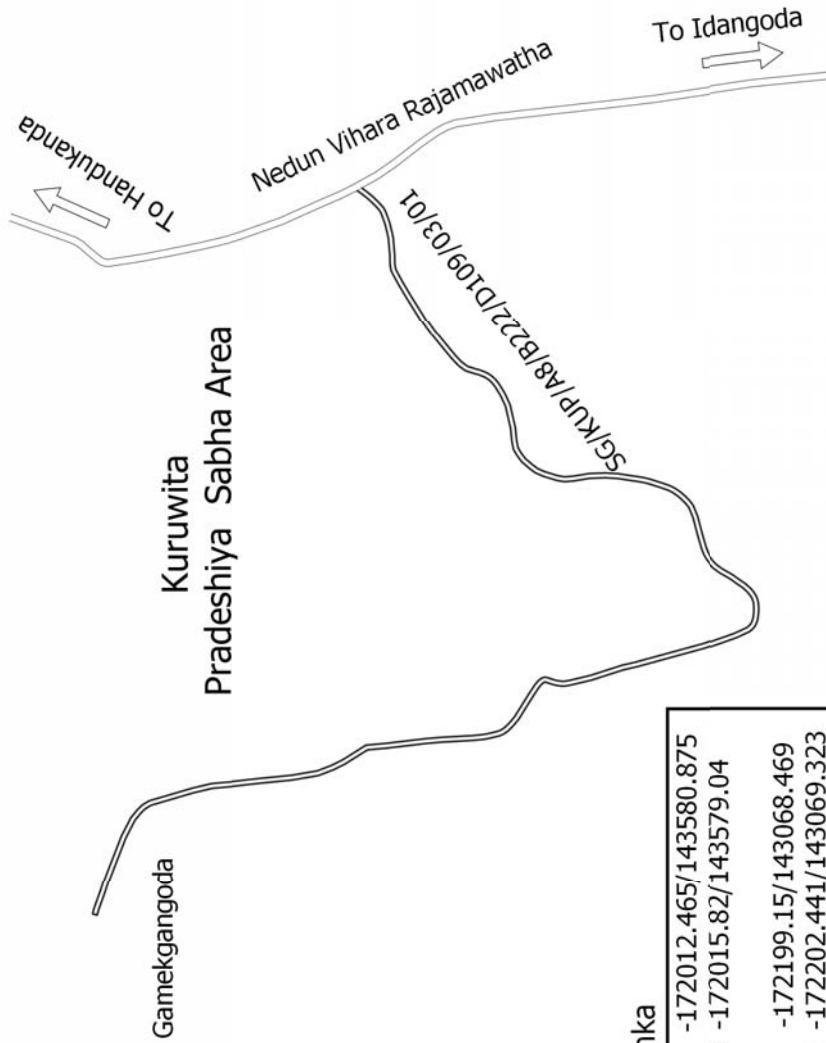 To Handukanda
Nedun Vihara Rajamawatha
To Idangoda
SG/KUP/A8/B222/D109/03/01
Kuruwita
Pradeshiya Sabha Area
Gamekgangoda
-172012.465/143580.875
-172015.82/143579.04
-172199.15/143068.469
-172202.441/143069.323